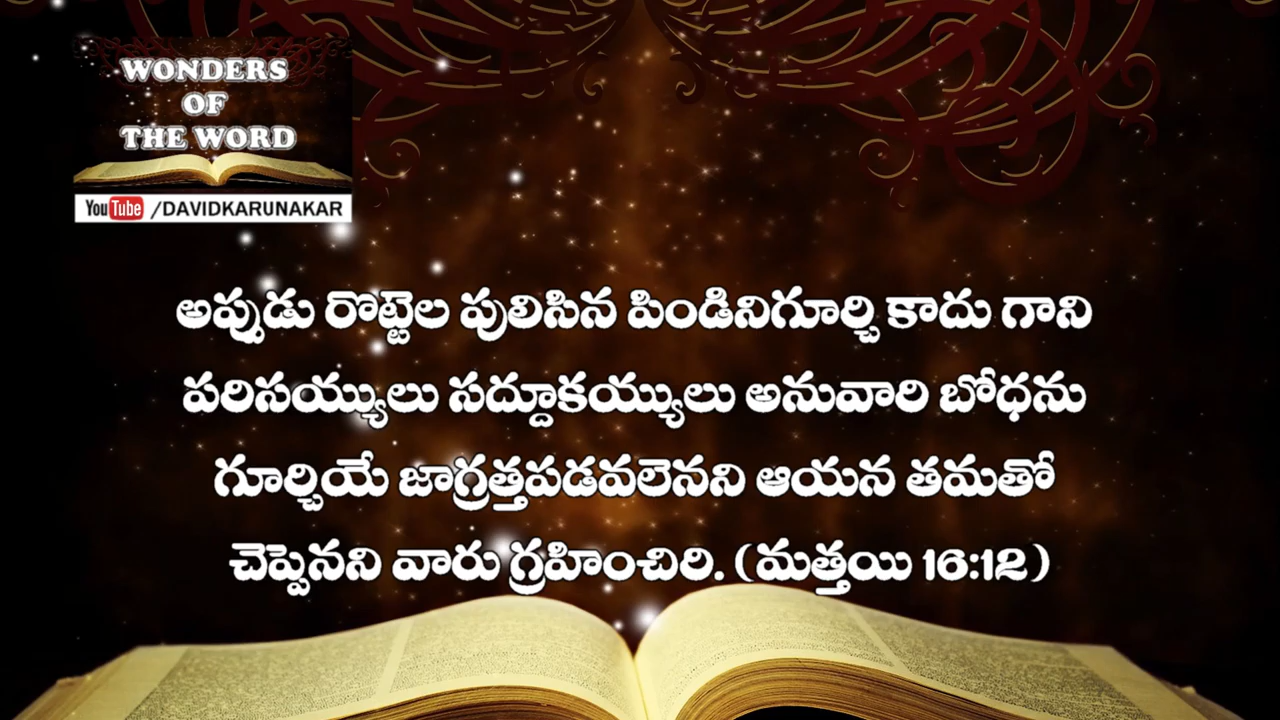 WONDERS
OF
THE WORD
YouTube /DAVIDKARUNAKAR
అప్పుడు రొట్టెల పులిసిన పిండినిగూర్చి కాదు గాని
పరిసయ్యులు సద్దూకయ్యులు అనువారి బోధను
గూర్చియే జాగ్రత్తపడవలెనని ఆయన తమతో
చెప్పెనని వారు గ్రహించిరి. (మత్తయి 16:12)